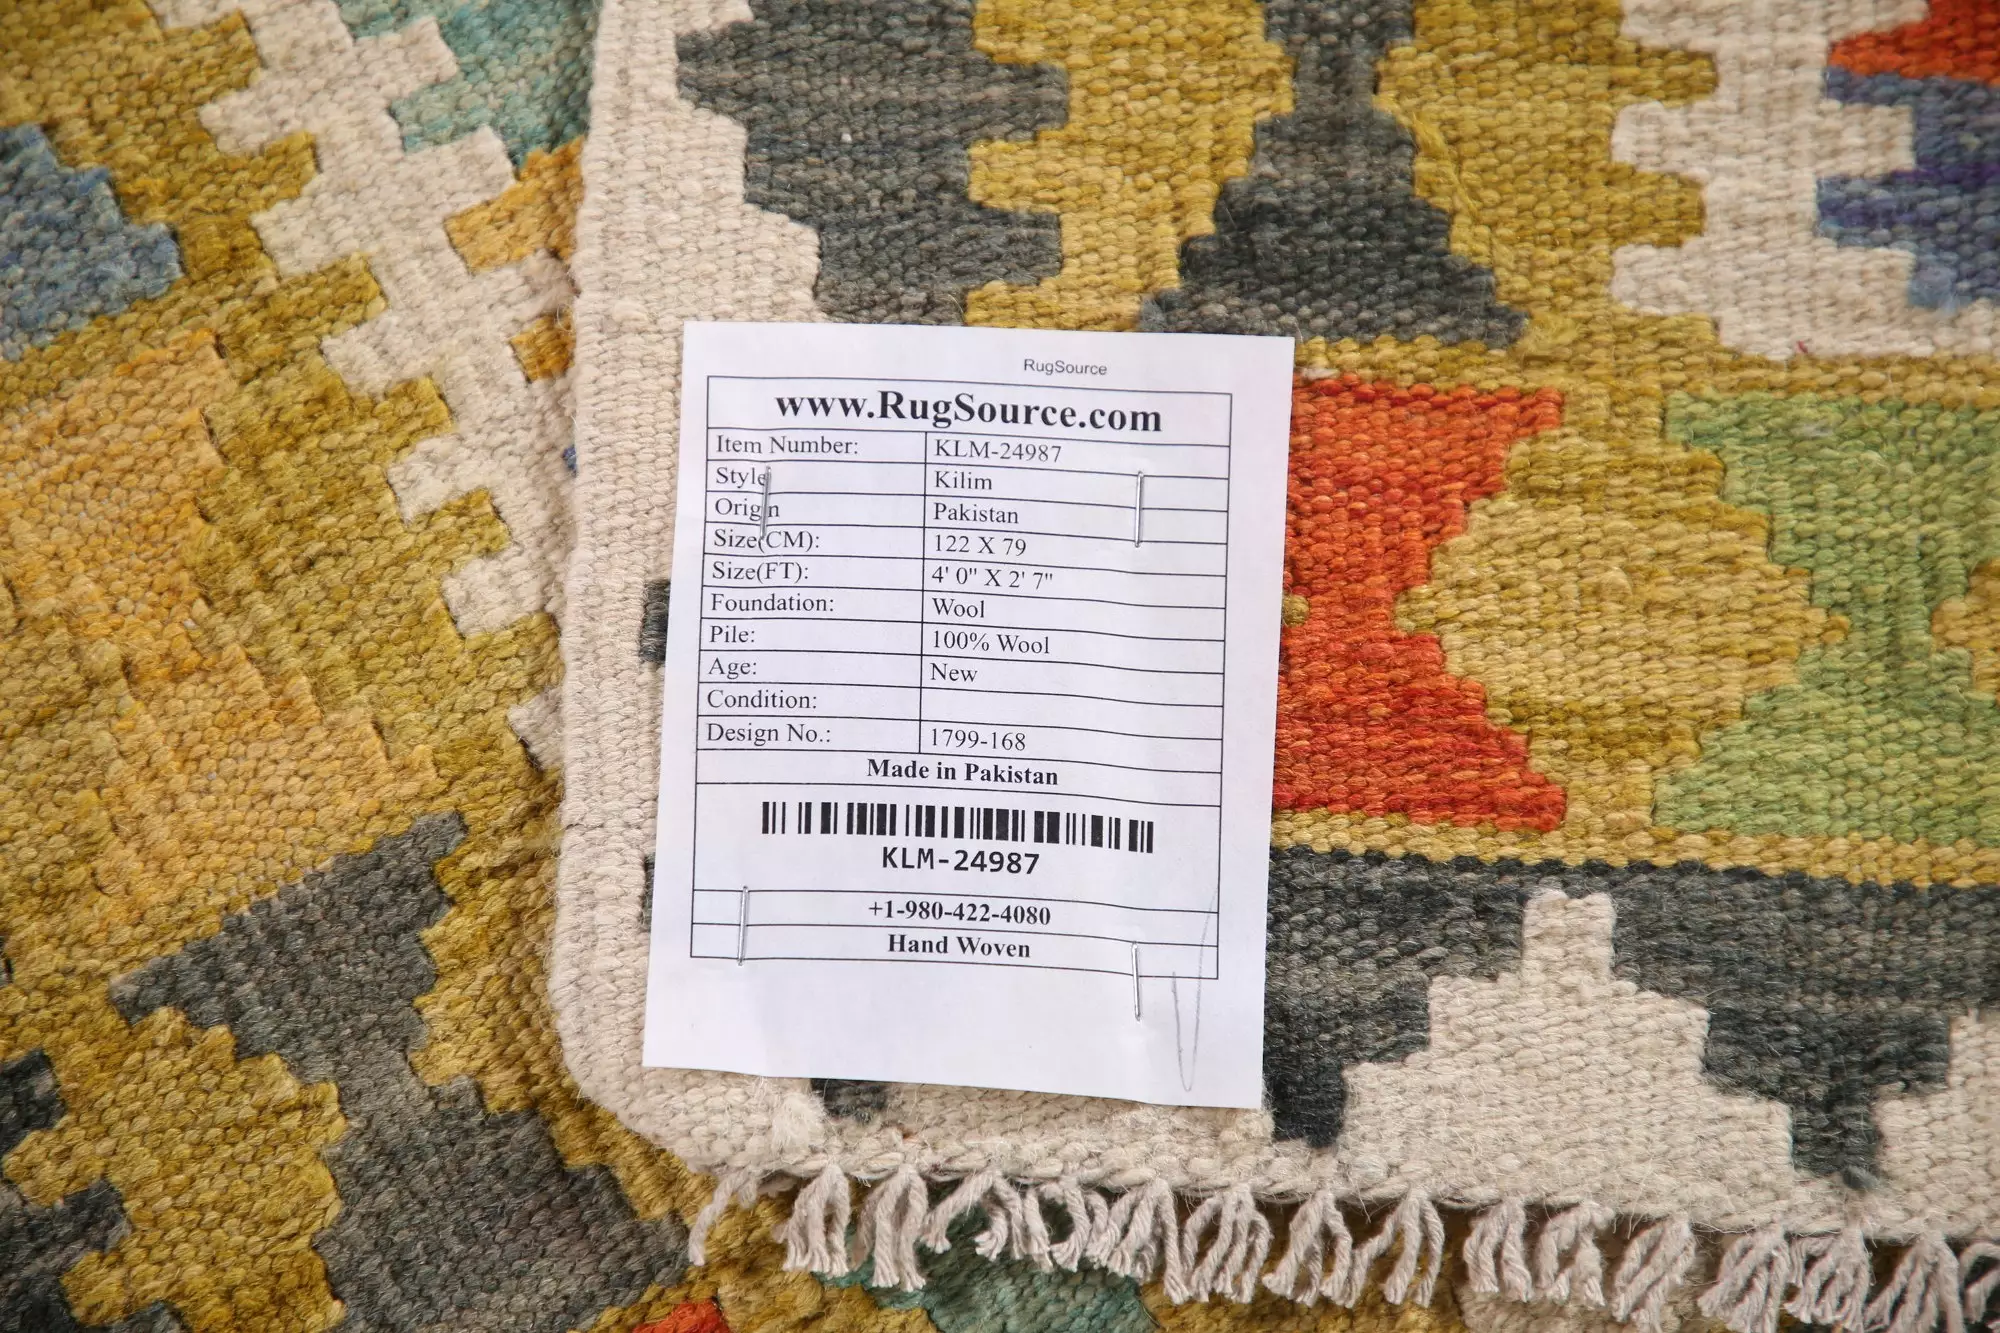 RugSource
www.RugSource.com
Item Number: KLM-24987
Style Kilim
Origin Pakistan
Size(CM): 122 X 79
Size(FT): 4' 0" X 2' 7"
Foundation: Wool
Pile: 100% Wool
Age: New
Condition:
Design No.: 1799-168
Made in Pakistan
KLM-24987
+1-980-422-4080
Hand Woven